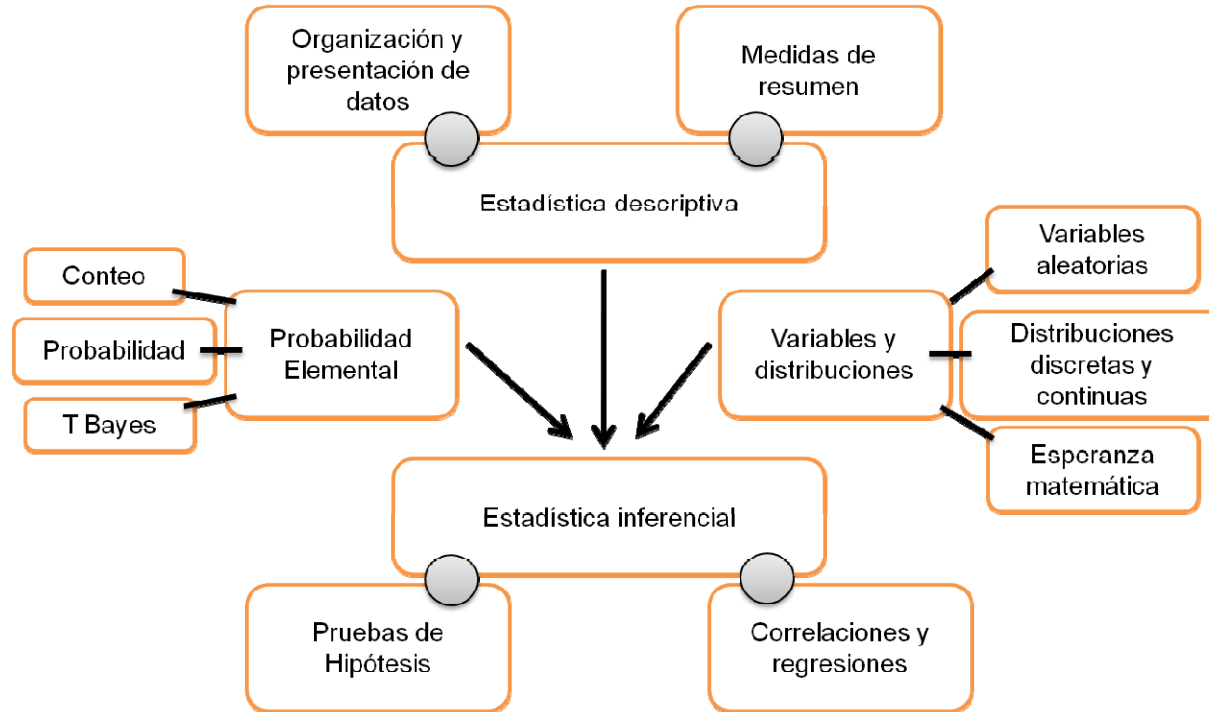 Organización y
presentación de
datos
Medidas de
resumen
Estadística descriptiva
Conteo
Probabilidad
T Bayes
Probabilidad
Elemental
Variables y
distribuciones
Variables
aleatorias
Distribuciones
discretas y
continuas
Esperanza
matemática
Estadística inferencial
Pruebas de
Hipótesis
Correlaciones y
regresiones